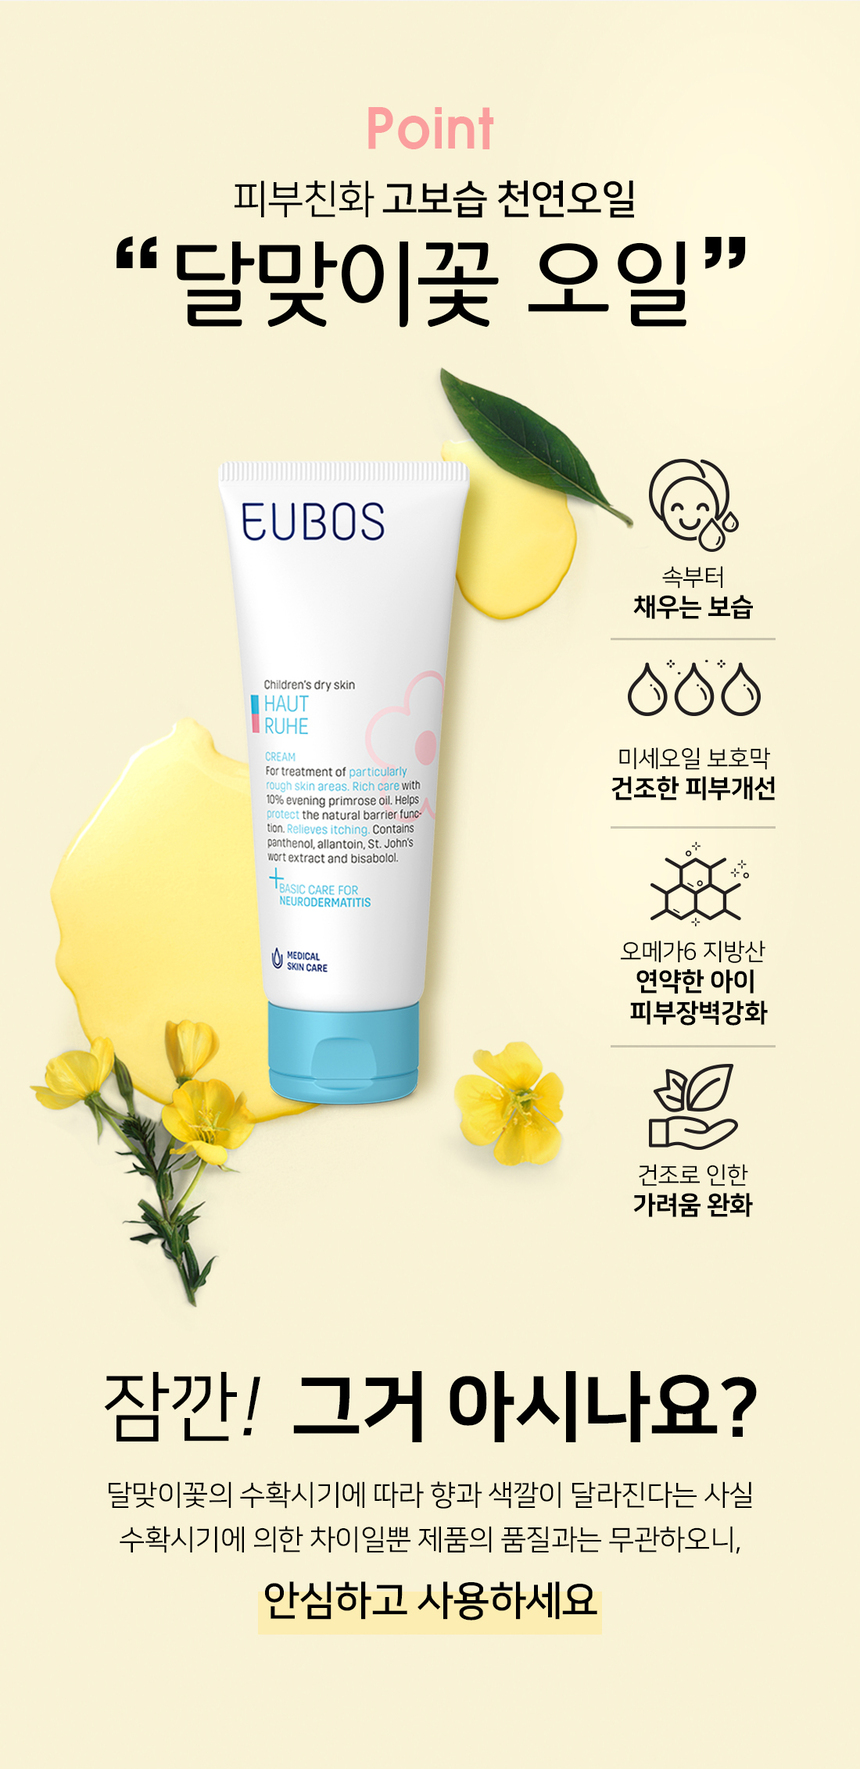 Point
피부친화 고보습 천연오일
“달맞이꽃 오일”
EUBOS
Children's dry skin
HAUT
RUHE
CREAM
For treatment of particularly
rough skin areas. Rich care with
10% evening primrose oil. Helps
protect the natural barrier func-
tion. Relieves itching. Contains
panthenol, allantoin, St. John's
wort extract and bisabolol.
+
BASIC CARE FOR
NEURODERMATITIS
MEDICAL
SKIN CARE
속부터
채우는 보습
미세오일 보호막
건조한 피부개선
오메가6 지방산
연약한 아이
피부장벽강화
건조로 인한
가려움 완화
잠깐! 그거 아시나요?
달맞이꽃의 수확시기에 따라 향과 색깔이 달라진다는 사실
수확시기에 의한 차이일뿐 제품의 품질과는 무관하오니,
안심하고 사용하세요